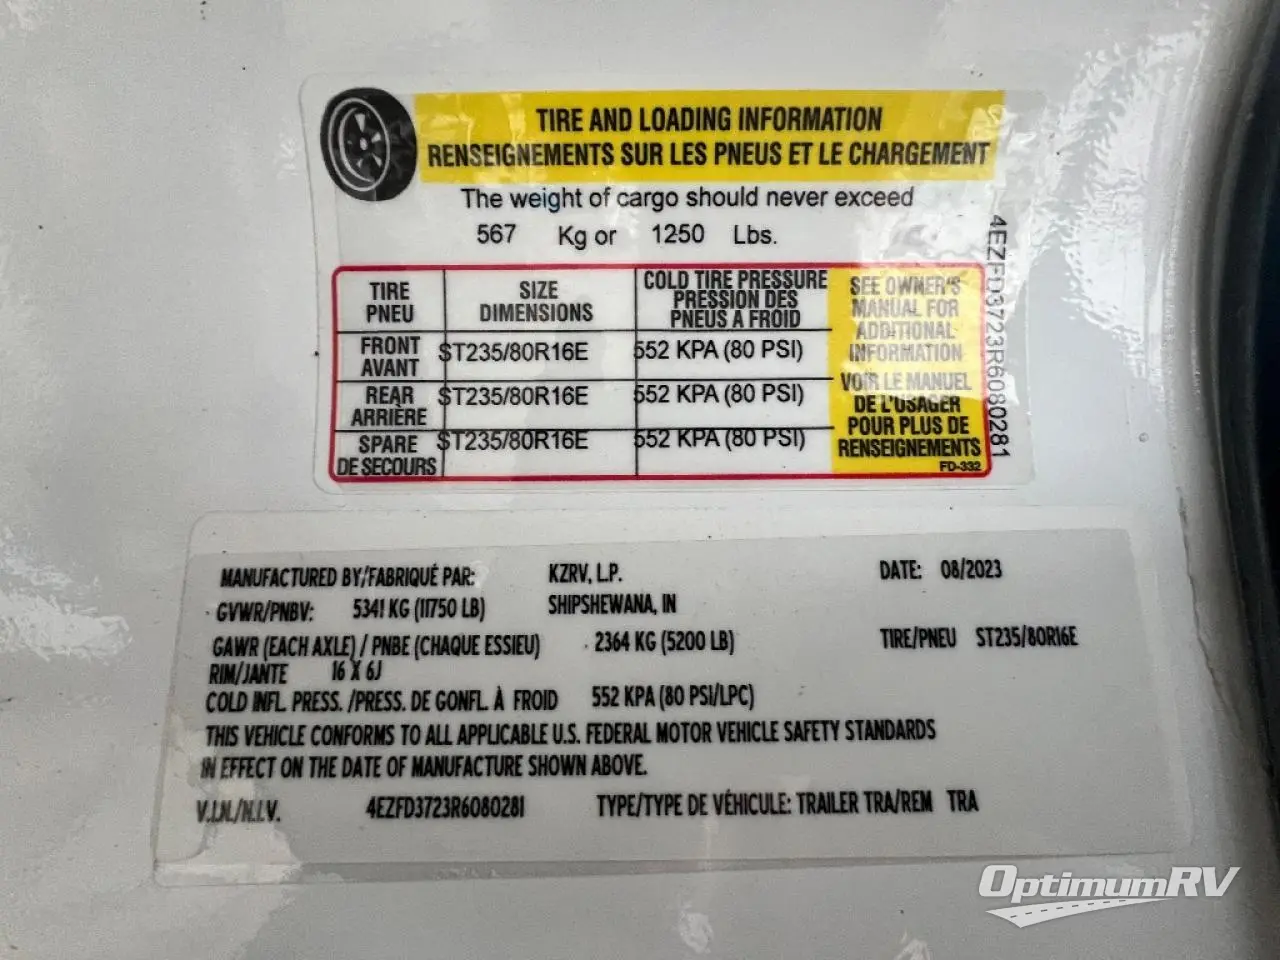 TIRE AND LOADING INFORMATION
RENSEIGNEMENTS SUR LES PNEUS ET LE CHARGEMENT
The weight of cargo should never exceed
567 Kg or 1250 Lbs.
TIRE
PNEU
SIZE
DIMENSIONS
COLD TIRE PRESSURE
PRESSION DES
PNEUS A FROID
FRONT
AVANT
ST235/80R16E
552 KPA (80 PSI)
REAR
ARRIÈRE
ST235/80R16E
552 KPA (80 PSI)
SPARE
DE SECOURS
ST235/80R16E
552 KPA (80 PSI)
SEE OWNER'S
MANUAL FOR
ADDITIONAL
INFORMATION
VOIR LE MANUEL
DE L'USAGER
POUR PLUS DE
RENSEIGNEMENTS
FD-332
4EZFD3723R6080281
MANUFACTURED BY/FABRIQUÉ PAR: KZRV, L.P. DATE: 08/2023
GVWR/PNBV: 5341 KG (11750 LB) SHIPSHEWANA, IN
GAWR (EACH AXLE) / PNBE (CHAQUE ESSIEU) 2364 KG (5200 LB) TIRE/PNEU ST235/80R16E
RIM/JANTE 16 X 6J
COLD INFL. PRESS. /PRESS. DE GONFL. À FROID 552 KPA (80 PSI/LPC)
THIS VEHICLE CONFORMS TO ALL APPLICABLE U.S. FEDERAL MOTOR VEHICLE SAFETY STANDARDS
IN EFFECT ON THE DATE OF MANUFACTURE SHOWN ABOVE.
V.I.N./N.I.V. 4EZFD3723R6080281 TYPE/TYPE DE VÉHICULE: TRAILER TRA/REM TRA
OptimumRV